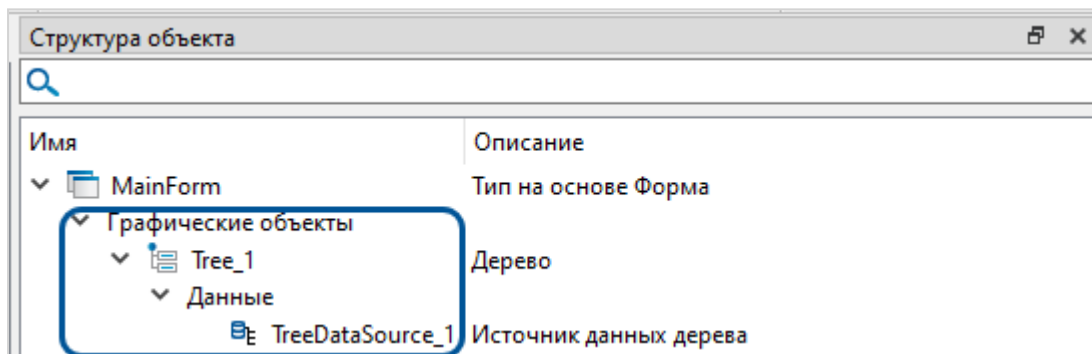 Структура объекта
Имя Описание
MainForm Тип на основе Форма
Графические объекты
Tree_1 Дерево
Данные
TreeDataSource_1 Источник данных дерева